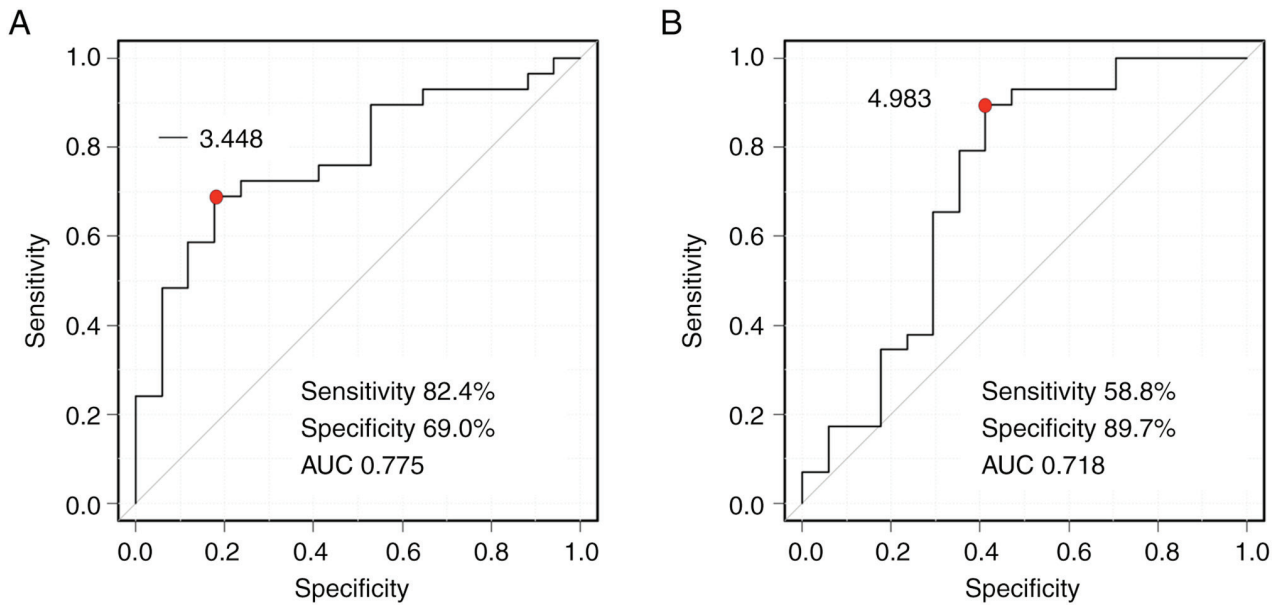 A
1.0
0.8
0.6
0.4
0.2
0.0
Sensitivity
— 3.448
Sensitivity 82.4%
Specificity 69.0%
AUC 0.775
0.0 0.2 0.4 0.6 0.8 1.0
Specificity
B
1.0
0.8
0.6
0.4
0.2
0.0
Sensitivity
4.983
Sensitivity 58.8%
Specificity 89.7%
AUC 0.718
0.0 0.2 0.4 0.6 0.8 1.0
Specificity